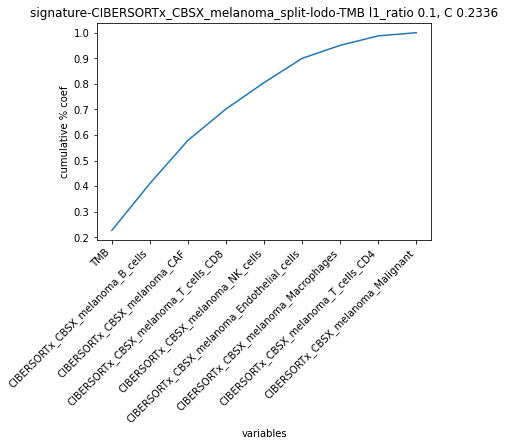 signature-CIBERSORTx_CBSX_melanoma_split-lodo-TMB l1_ratio 0.1, C 0.2336
1.0
0.9
0.8
0.7
0.6
0.5
0.4
0.3
0.2
cumulative % coef
TMB
CIBERSORTx_CBSX_melanoma_B_cells
CIBERSORTx_CBSX_melanoma_CAF
CIBERSORTx_CBSX_melanoma_T_cells_CD8
CIBERSORTx_CBSX_melanoma_NK_cells
CIBERSORTx_CBSX_melanoma_Endothelial_cells
CIBERSORTx_CBSX_melanoma_Macrophages
CIBERSORTx_CBSX_melanoma_T_cells_CD4
CIBERSORTx_CBSX_melanoma_Malignant
variables